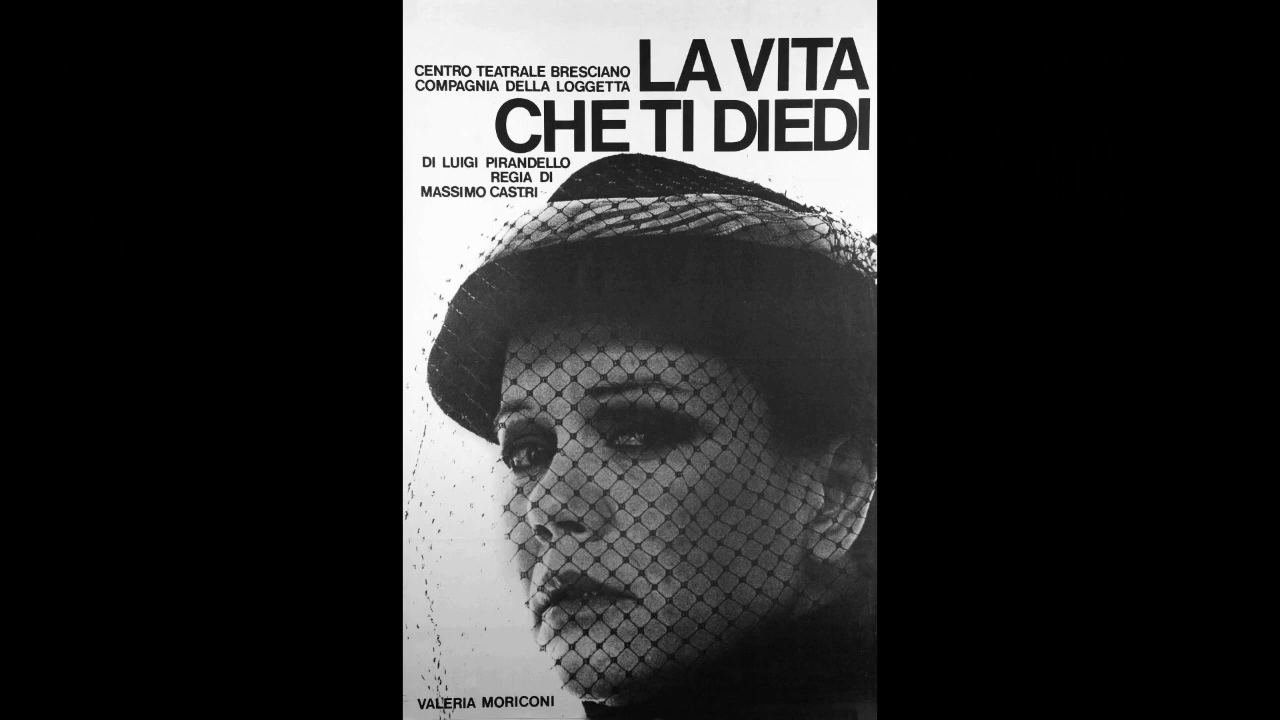 LA VITA
CENTRO TEATRALE BRESCIANO
COMPAGNIA DELLA LOGGETTA
CHE TI DIEDI
DI LUIGI PIRANDELLO
REGIA DI
MASSIMO CASTRI
VALERIA MORICONI